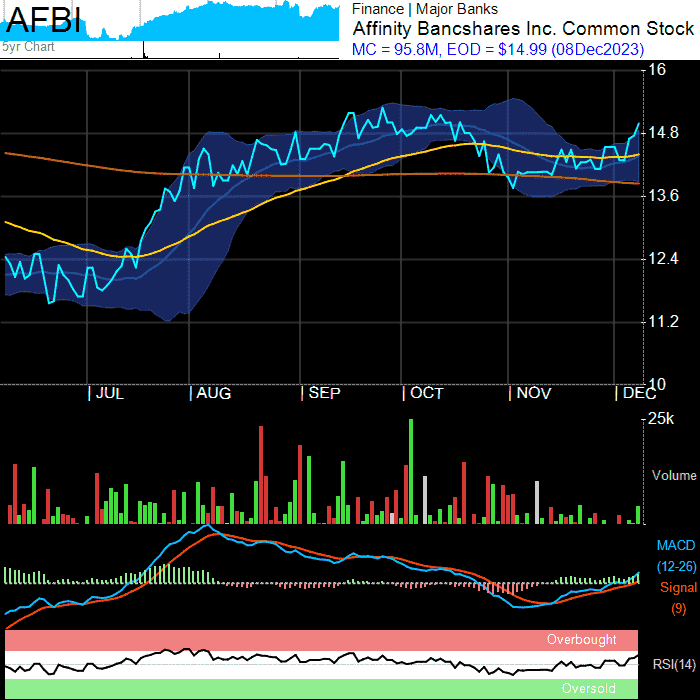 AFBI
5yr Chart
Finance | Major Banks
Affinity Bancshares Inc. Common Stock
MC = 95.8M, EOD = $14.99 (08Dec2023)
16
14.8
13.6
12.4
11.2
10
JUL AUG SEP OCT NOV DEC
25k
Volume
MACD
(12-26)
Signal
(9)
Overbought
RSI(14)
Oversold